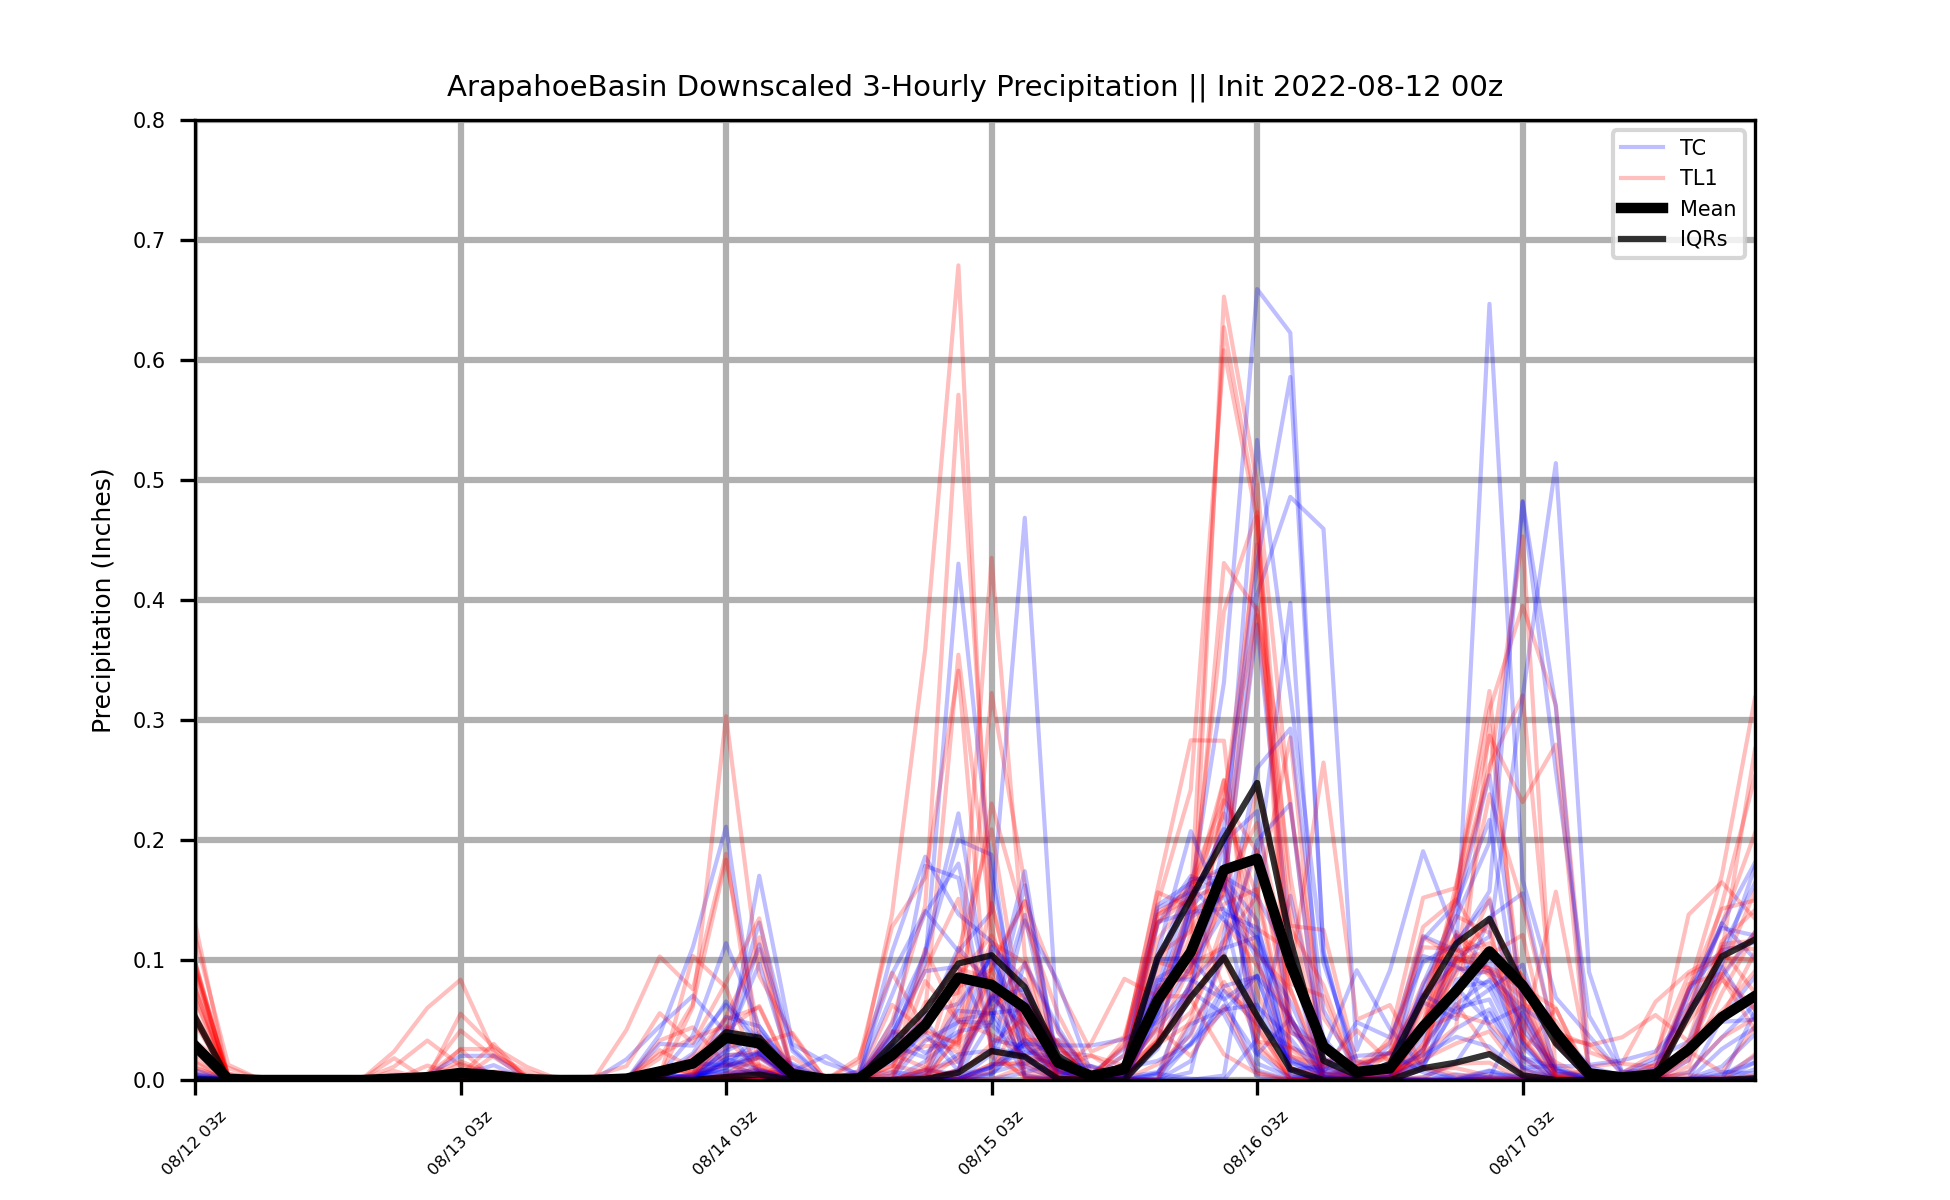 ArapahoeBasin Downscaled 3-Hourly Precipitation || Init 2022-08-12 00z
TC
TL1
Mean
IQRs
Precipitation (Inches)
0.8
0.7
0.6
0.5
0.4
0.3
0.2
0.1
0.0
08/12 03z
08/13 03z
08/14 03z
08/15 03z
08/16 03z
08/17 03z